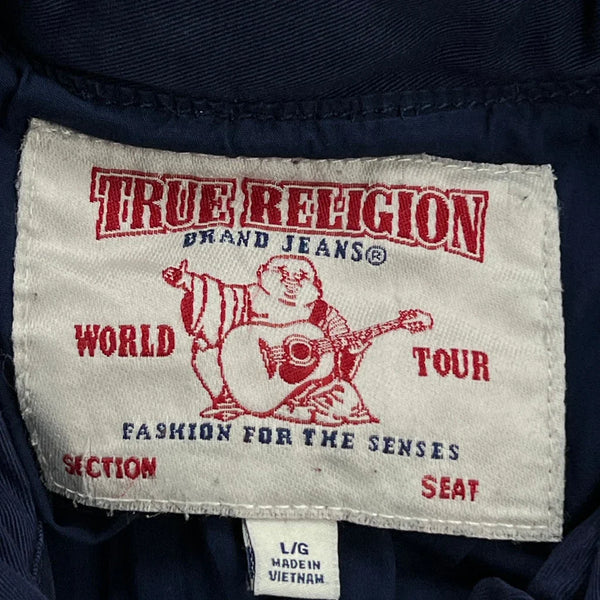 TRUE RELIGION
BRAND JEANS®
WORLD TOUR
FASHION FOR THE SENSES
SECTION SEAT
L/G
MADE IN
VIETNAM